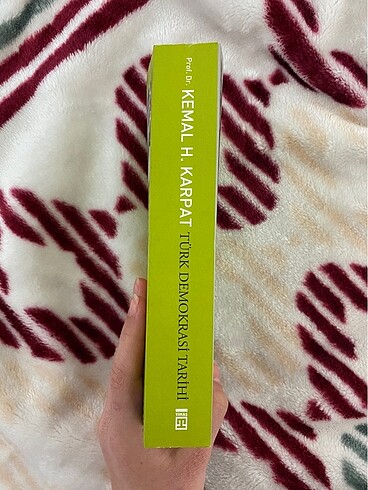 Prof. Dr. KEMAL H. KARPAT
TÜRK DEMOKRASİ TARİHİ